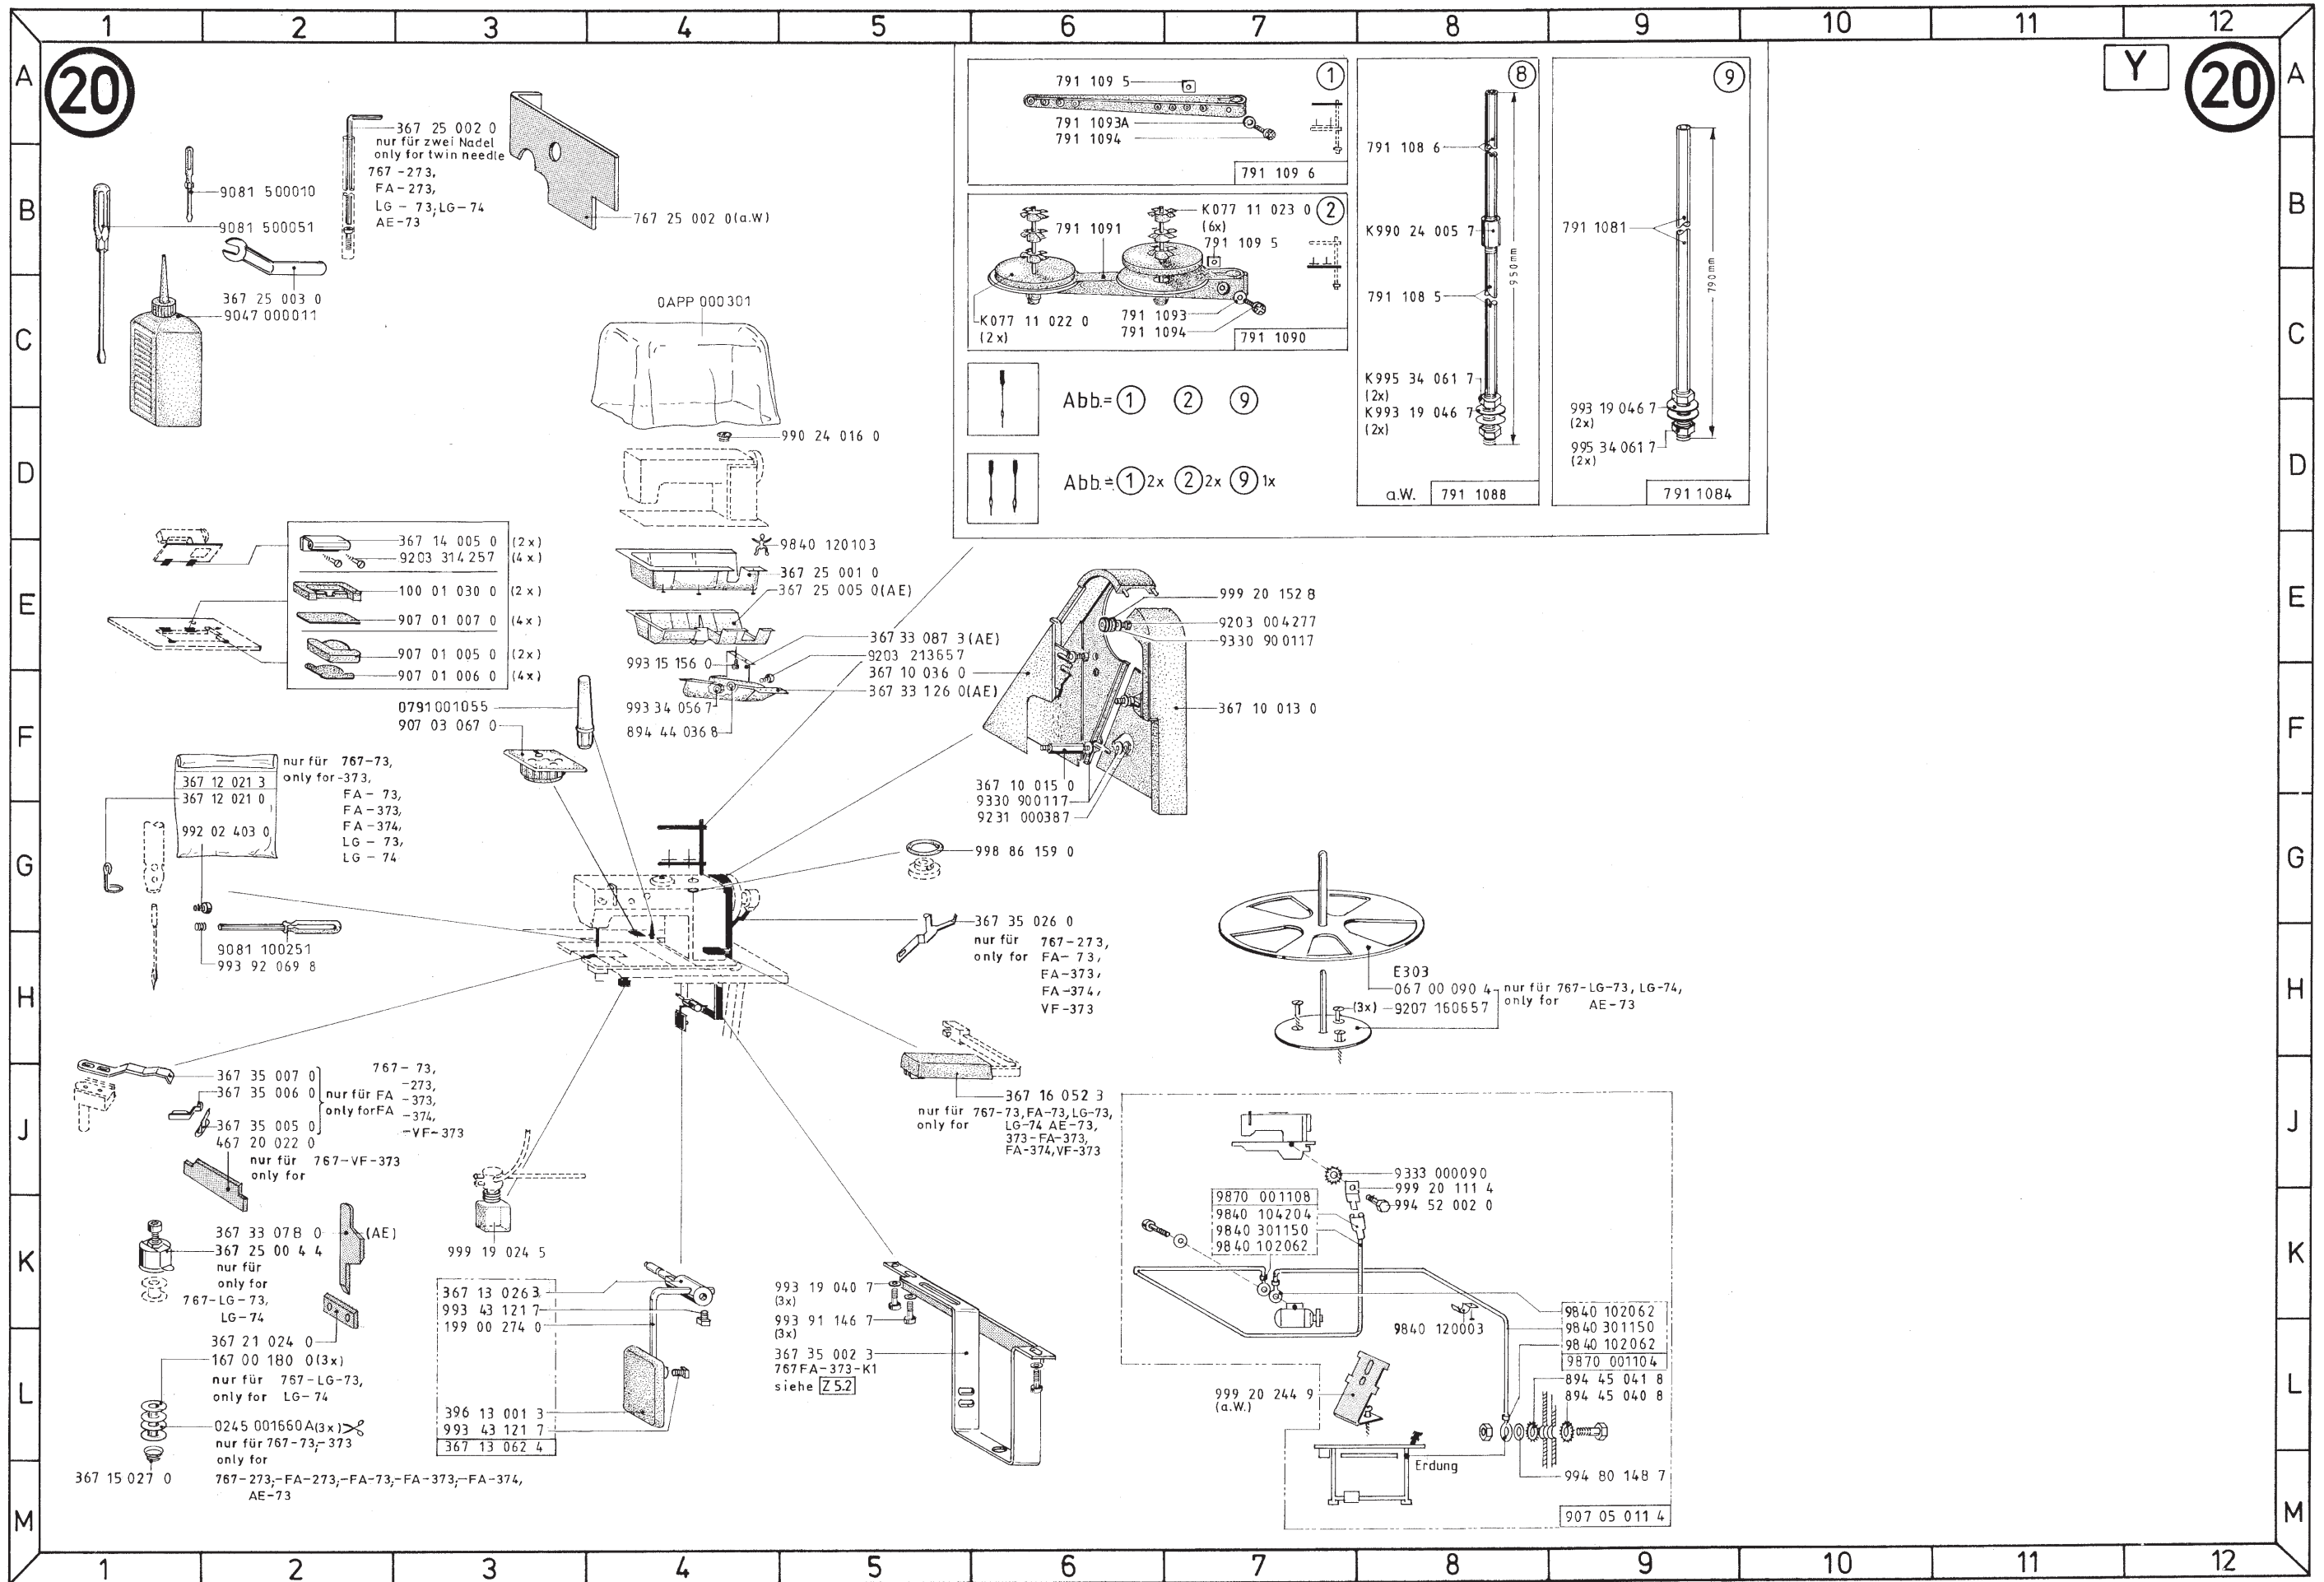 1 2 3 4 5 6 7 8 9 10 11 12
A
B
C
D
E
F
G
H
J
K
L
M
20
Y
20
A
B
C
D
E
F
G
H
J
K
L
M
367 25 002 0
nur für zwei Nadel
only for twin needle
767 -273,
FA-273,
LG - 73; LG-74
AE-73
9081 500010
9081 500051
367 25 003 0
9047 000011
767 25 002 0(a.W)
0APP 000301
990 24 016 0
791 109 5
1
791 1093A
791 1094
791 109 6
K077 11 023 0
(6x)
2
791 1091
791 109 5
K077 11 022 0
(2x)
791 1093
791 1094
791 1090
Abb.= 1 2 9
Abb.= 1 2x 2 2x 9 1x
8
791 108 6
K990 24 005 7
791 108 5
950mm
K995 34 061 7
(2x)
K993 19 046 7
(2x)
a.W. 791 1088
9
791 1081
790mm
993 19 046 7
(2x)
995 34 061 7
(2x)
791 1084
367 14 005 0 (2x)
9203 314257 (4x)
100 01 030 0 (2x)
907 01 007 0 (4x)
907 01 005 0 (2x)
907 01 006 0 (4x)
9840 120103
367 25 001 0
367 25 005 0(AE)
367 33 087 3(AE)
993 15 156 0
9203 213657
367 10 036 0
367 33 126 0(AE)
993 34 056 7
894 44 036 8
0791001055
907 03 067 0
999 20 152 8
9203 004277
9330 900117
367 10 013 0
367 10 015 0
9330 900117
9231 000387
367 12 021 3
367 12 021 0
992 02 403 0
nur für 767-73,
only for -373,
FA- 73,
FA-373,
FA-374,
LG - 73,
LG - 74
9081 100251
993 92 069 8
998 86 159 0
367 35 026 0
nur für 767-273,
only for FA- 73,
FA-373,
FA-374,
VF-373
E303
067 00 090 4
(3x) 9207 160657
nur für 767-LG-73, LG-74,
only for AE-73
367 35 007 0
367 35 006 0
367 35 005 0
nur für FA
only for FA
767- 73,
-273,
-373,
-374,
-VF-373
467 20 022 0
nur für 767-VF-373
only for
367 16 052 3
nur für 767-73, FA-73, LG-73,
only for LG-74 AE-73,
373-FA-373,
FA-374, VF-373
999 19 024 5
367 33 078 0 (AE)
367 25 00 4 4
nur für
only for
767-LG-73,
LG-74
367 21 024 0
167 00 180 0(3x)
nur für 767-LG-73,
only for LG-74
0245 001660A(3x)
nur für 767-73,-373
only for
367 15 027 0
767-273,-FA-273,-FA-73,-FA-373,-FA-374,
AE-73
367 13 026 3
993 43 121 7
199 00 274 0
396 13 001 3
993 43 121 7
367 13 062 4
993 19 040 7
(3x)
993 91 146 7
(3x)
367 35 002 3
767FA-373-K1
siehe Z 5.2
9333 000090
999 20 111 4
994 52 002 0
9870 001108
9840 104204
9840 301150
9840 102062
9840 120003
9840 102062
9840 301150
9840 102062
9870 001104
894 45 041 8
894 45 040 8
999 20 244 9
(a.W.)
Erdung
994 80 148 7
907 05 011 4
1 2 3 4 5 6 7 8 9 10 11 12